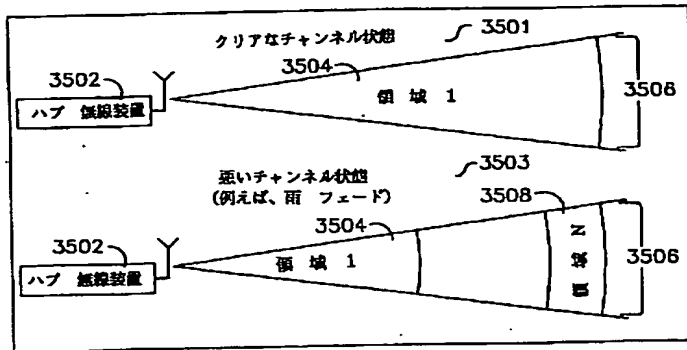 クリアなチャンネル状態
3501
3504
3502
ハブ 無線装置
領域 1
3506
悪いチャンネル状態
(例えば、雨 フェード)
3503
3508
3504
3502
ハブ 無線装置
領域 1
領域 N
3506